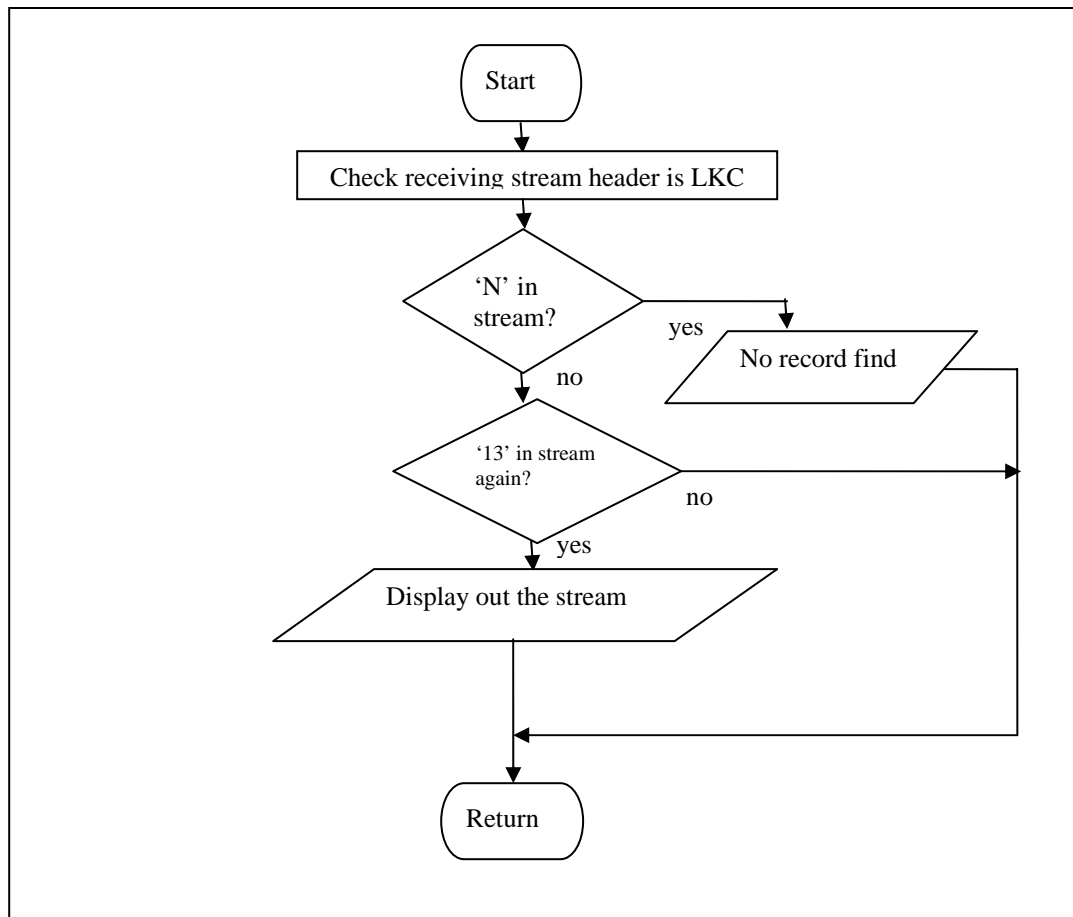 Start
Check receiving stream header is LKC
‘N’ in
stream?
yes
No record find
no
‘13’ in stream
again?
no
yes
Display out the stream
Return